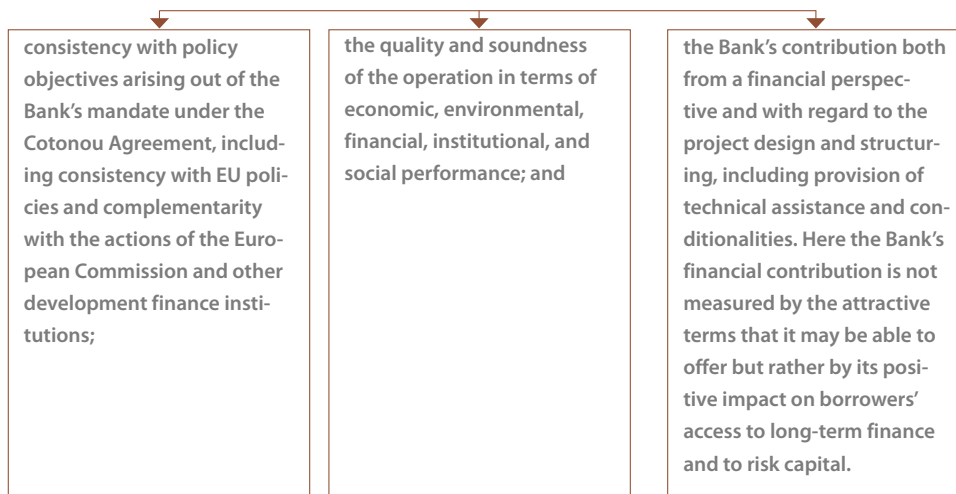 consistency with policy
objectives arising out of the
Bank’s mandate under the
Cotonou Agreement, includ-
ing consistency with EU poli-
cies and complementarity
with the actions of the Euro-
pean Commission and other
development finance insti-
tutions;
the quality and soundness
of the operation in terms of
economic, environmental,
financial, institutional, and
social performance; and
the Bank’s contribution both
from a financial perspec-
tive and with regard to the
project design and structur-
ing, including provision of
technical assistance and con-
ditionalities. Here the Bank’s
financial contribution is not
measured by the attractive
terms that it may be able to
offer but rather by its posi-
tive impact on borrowers’
access to long-term finance
and to risk capital.